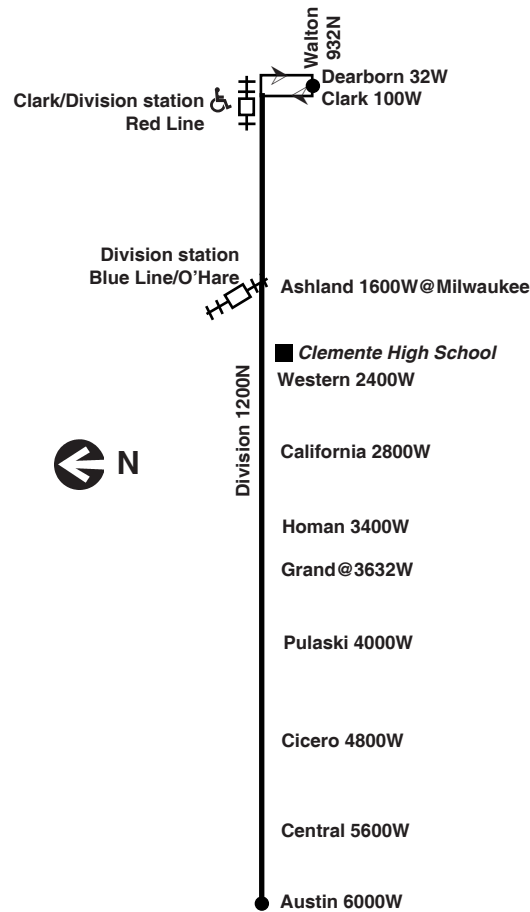 Walton
932N
Dearborn 32W
Clark 100W
Clark/Division station
Red Line
Division station
Blue Line/O'Hare
Ashland 1600W@Milwaukee
Clemente High School
Western 2400W
Division 1200N
California 2800W
N
Homan 3400W
Grand@3632W
Pulaski 4000W
Cicero 4800W
Central 5600W
Austin 6000W